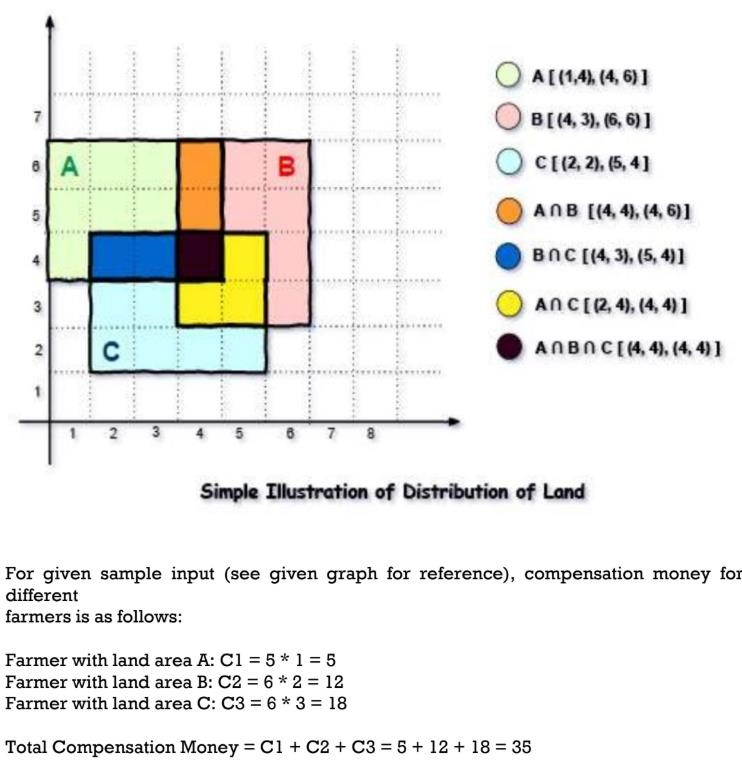 7
6
5
4
3
2
1
A
B
C
1 2 3 4 5 6 7 8
A [ (1,4), (4, 6) ]
B [ (4, 3), (6, 6) ]
C [ (2, 2), (5, 4 ]
A ∩ B [ (4, 4), (4, 6) ]
B ∩ C [ (4, 3), (5, 4) ]
A ∩ C [ (2, 4), (4, 4) ]
A ∩ B ∩ C [ (4, 4), (4, 4) ]
Simple Illustration of Distribution of Land
For given sample input (see given graph for reference), compensation money for
different
farmers is as follows:
Farmer with land area A: C1 = 5 * 1 = 5
Farmer with land area B: C2 = 6 * 2 = 12
Farmer with land area C: C3 = 6 * 3 = 18
Total Compensation Money = C1 + C2 + C3 = 5 + 12 + 18 = 35